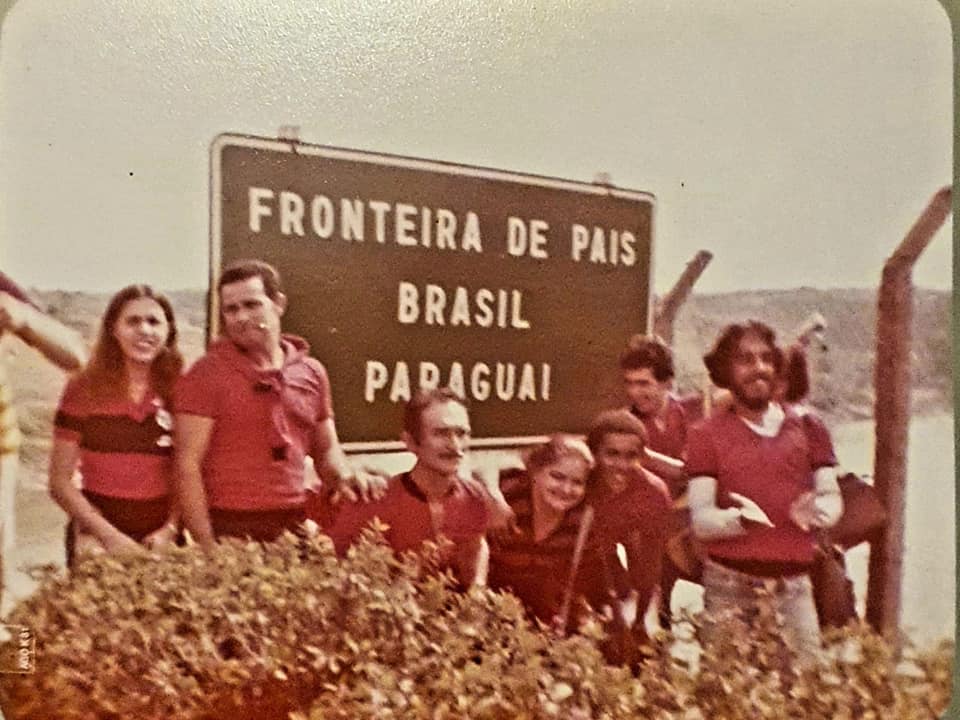 FRONTEIRA DE PAIS
BRASIL
PARAGUAI